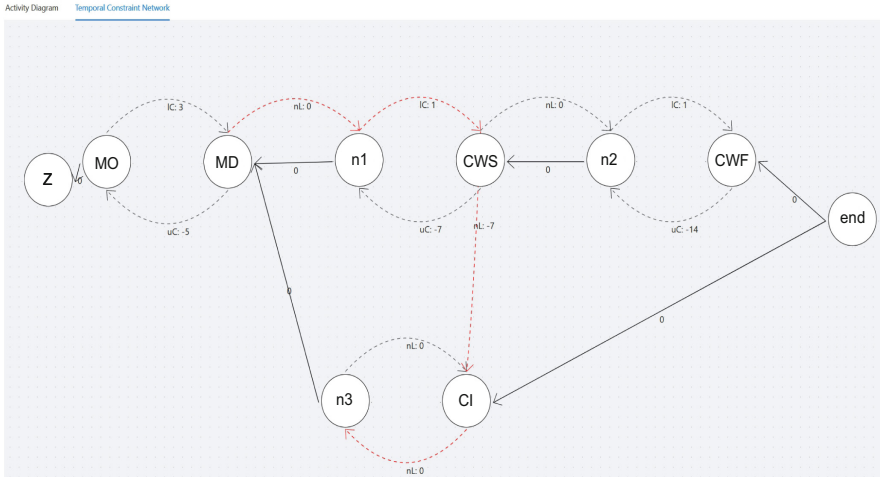 Activity Diagram Temporal Constraint Network
lC: 3
nL: 0
lC: 1
nL: 0
lC: 1
Z
0
MO
MD
0
n1
CWS
0
n2
CWF
0
end
uC: -5
uC: -7
nL: -7
uC: -14
0
0
nL: 0
n3
CI
nL: 0